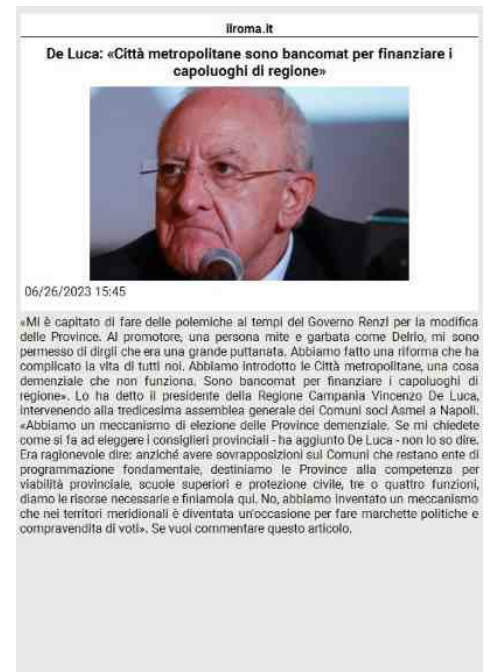 ilroma.it
De Luca: «Città metropolitane sono bancomat per finanziare i
capoluoghi di regione»
06/26/2023 15:45
«Mi è capitato di fare delle polemiche ai tempi del Governo Renzi per la modifica
delle Province. Al promotore, una persona mite e garbata come Delrio, mi sono
permesso di dirgli che era una grande puttanata. Abbiamo fatto una riforma che ha
complicato la vita di tutti noi. Abbiamo introdotto le Città metropolitane, una cosa
demenziale che non funziona. Sono bancomat per finanziare i capoluoghi di
regione». Lo ha detto il presidente della Regione Campania Vincenzo De Luca,
intervenendo alla tredicesima assemblea generale dei Comuni soci Asmel a Napoli.
«Abbiamo un meccanismo di elezione delle Province demenziale. Se mi chiedete
come si fa ad eleggere i consiglieri provinciali - ha aggiunto De Luca - non lo so dire.
Era ragionevole dire: anziché avere sovrapposizioni sui Comuni che restano ente di
programmazione fondamentale, destiniamo le Province alla competenza per
viabilità provinciale, scuole superiori e protezione civile, tre o quattro funzioni,
diamo le risorse necessarie e finiamola qui. No, abbiamo inventato un meccanismo
che nei territori meridionali è diventata un'occasione per fare marchette politiche e
compravendita di voti». Se vuoi commentare questo articolo.